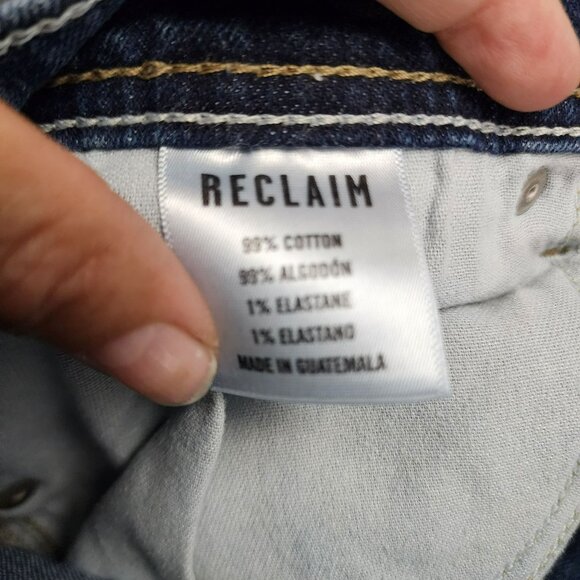 RECLAIM
99% COTTON
99% ALGODÓN
1% ELASTANE
1% ELASTANO
MADE IN GUATEMALA